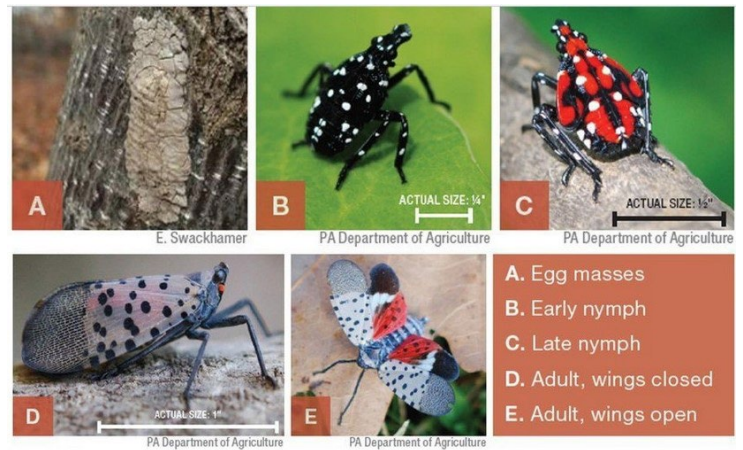 A
E. Swackhamer
B
ACTUAL SIZE: ¼"
PA Department of Agriculture
C
ACTUAL SIZE: ½"
PA Department of Agriculture
D
ACTUAL SIZE: 1"
PA Department of Agriculture
E
PA Department of Agriculture
A. Egg masses
B. Early nymph
C. Late nymph
D. Adult, wings closed
E. Adult, wings open